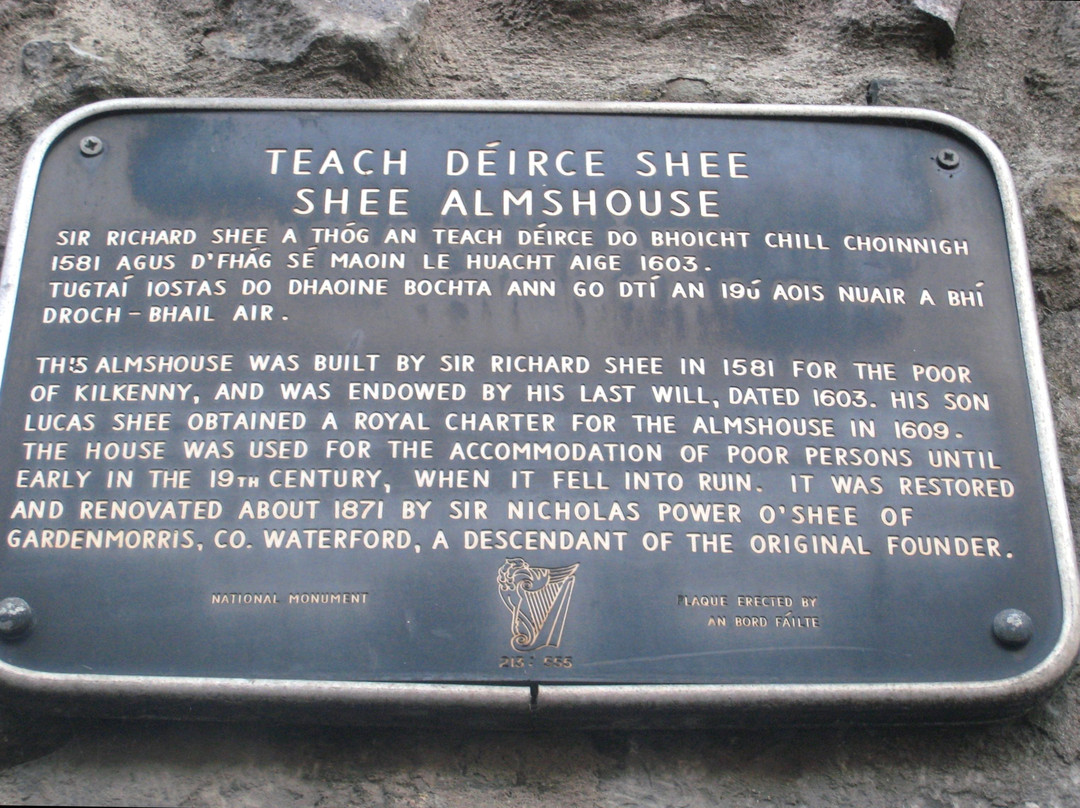 TEACH DÉIRCE SHEE
SHEE ALMSHOUSE
SIR RICHARD SHEE A THÓG AN TEACH DÉIRCE DO BHOICHT CHILL CHOINNIGH
1581 AGUS D'FHÁG SÉ MAOIN LE HUACHT AIGE 1603.
TUGTAÍ IOSTAS DO DHAOINE BOCHTA ANN GO DTÍ AN 19Ú AOIS NUAIR A BHÍ
DROCH-BHAIL AIR.
THIS ALMSHOUSE WAS BUILT BY SIR RICHARD SHEE IN 1581 FOR THE POOR
OF KILKENNY, AND WAS ENDOWED BY HIS LAST WILL, DATED 1603. HIS SON
LUCAS SHEE OBTAINED A ROYAL CHARTER FOR THE ALMSHOUSE IN 1609.
THE HOUSE WAS USED FOR THE ACCOMMODATION OF POOR PERSONS UNTIL
EARLY IN THE 19TH CENTURY, WHEN IT FELL INTO RUIN. IT WAS RESTORED
AND RENOVATED ABOUT 1871 BY SIR NICHOLAS POWER O'SHEE OF
GARDENMORRIS, CO. WATERFORD, A DESCENDANT OF THE ORIGINAL FOUNDER.
NATIONAL MONUMENT
PLAQUE ERECTED BY
AN BORD FÁILTE